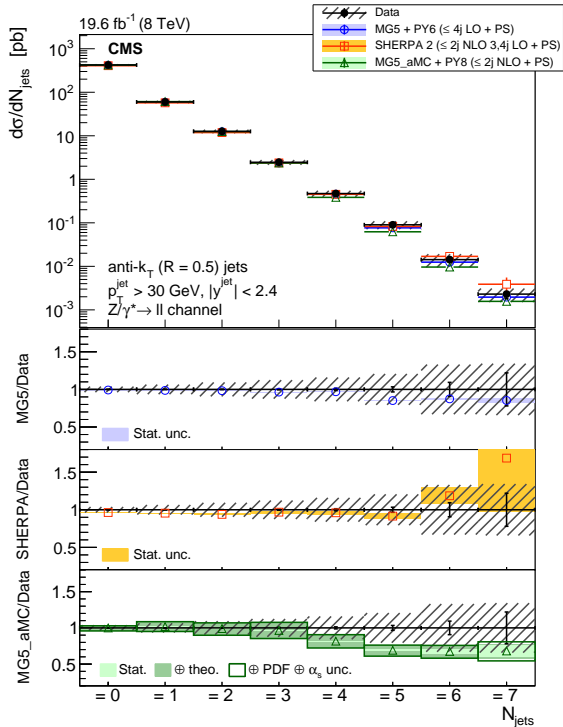 19.6 fb⁻¹ (8 TeV)
CMS
Data
MG5 + PY6 (≤ 4j LO + PS)
SHERPA 2 (≤ 2j NLO 3,4j LO + PS)
MG5_aMC + PY8 (≤ 2j NLO + PS)
dσ/dN_jets [pb]
10³
10²
10
1
10⁻¹
10⁻²
10⁻³
anti-k_T (R = 0.5) jets
p_T^jet > 30 GeV, |y^jet| < 2.4
Z/γ*→ ll channel
MG5/Data
1.5
1
0.5
Stat. unc.
SHERPA/Data
1.5
1
0.5
Stat. unc.
MG5_aMC/Data
1.5
1
0.5
Stat. ⊕ theo. ⊕ PDF ⊕ α_s unc.
= 0 = 1 = 2 = 3 = 4 = 5 = 6 = 7
N_jets